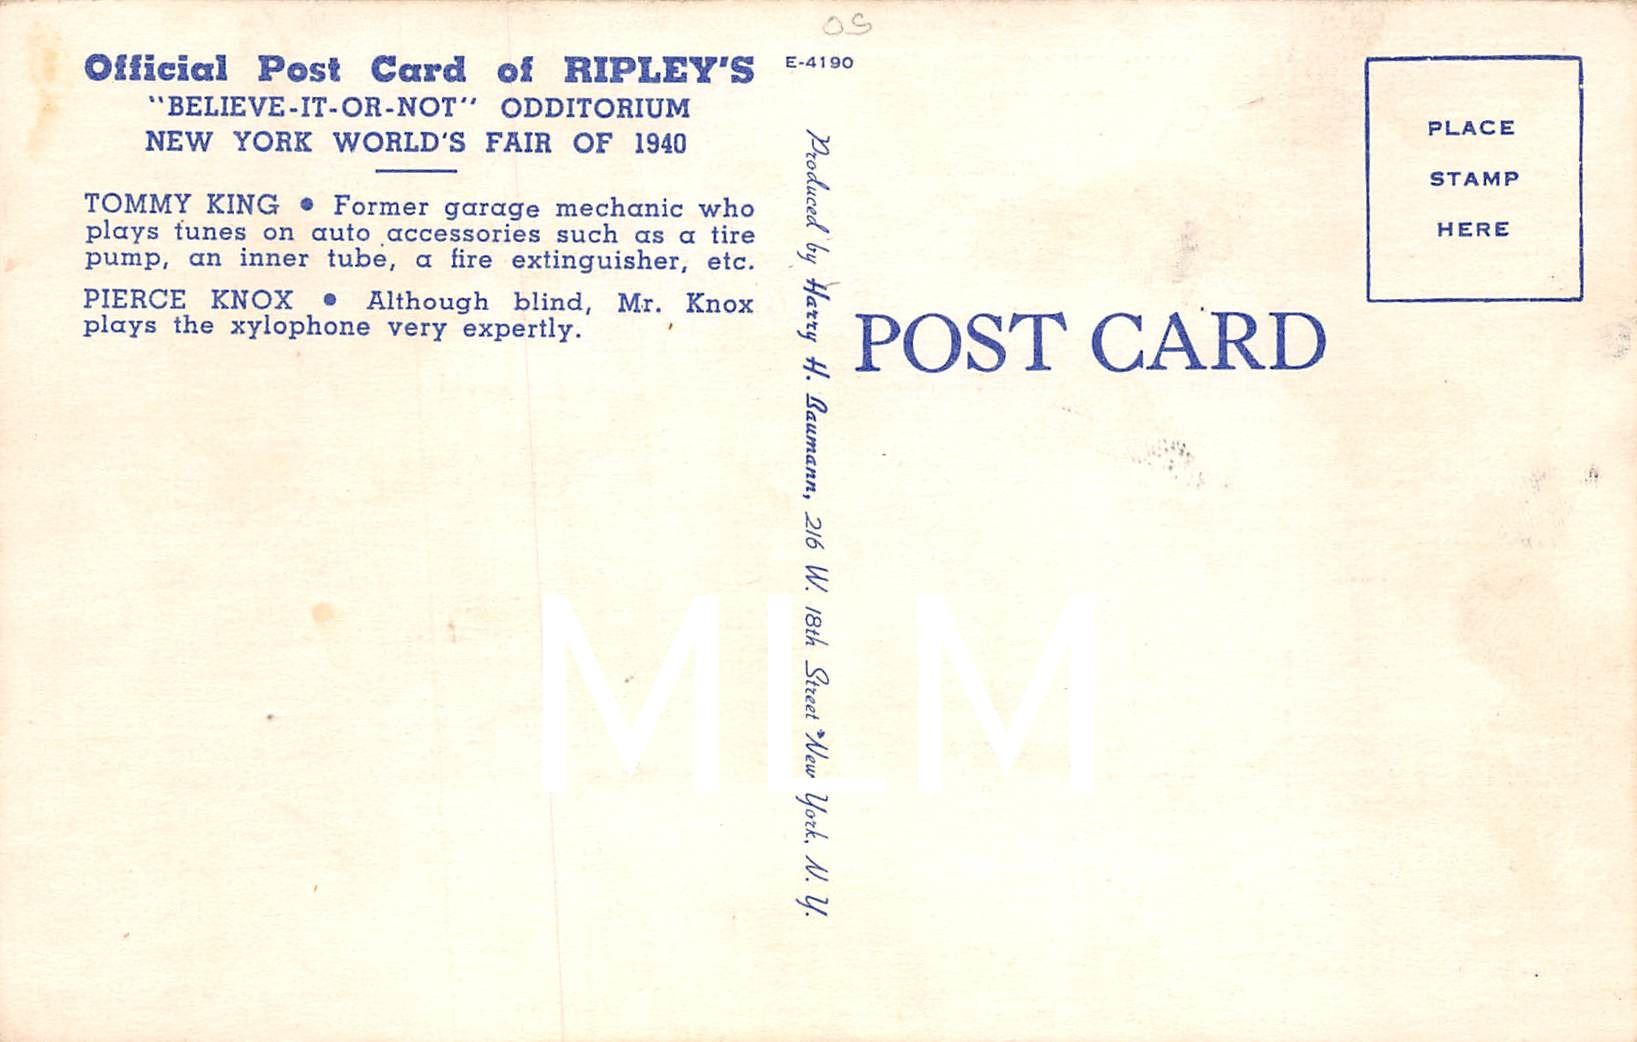 OS
Official Post Card of RIPLEY'S
"BELIEVE-IT-OR-NOT" ODDITORIUM
NEW YORK WORLD'S FAIR OF 1940
TOMMY KING • Former garage mechanic who
plays tunes on auto accessories such as a tire
pump, an inner tube, a fire extinguisher, etc.
PIERCE KNOX • Although blind, Mr. Knox
plays the xylophone very expertly.
E-4190
Produced by Harry H. Baumann, 216 W. 18th Street * New York, N. Y.
POST CARD
PLACE
STAMP
HERE
MLM